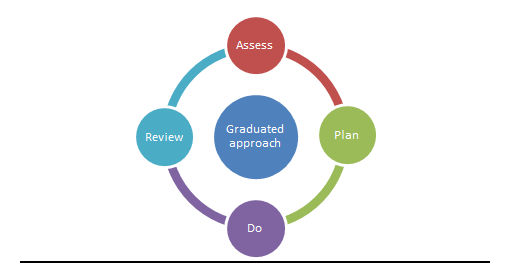 Assess
Graduated
approach
Plan
Review
Do